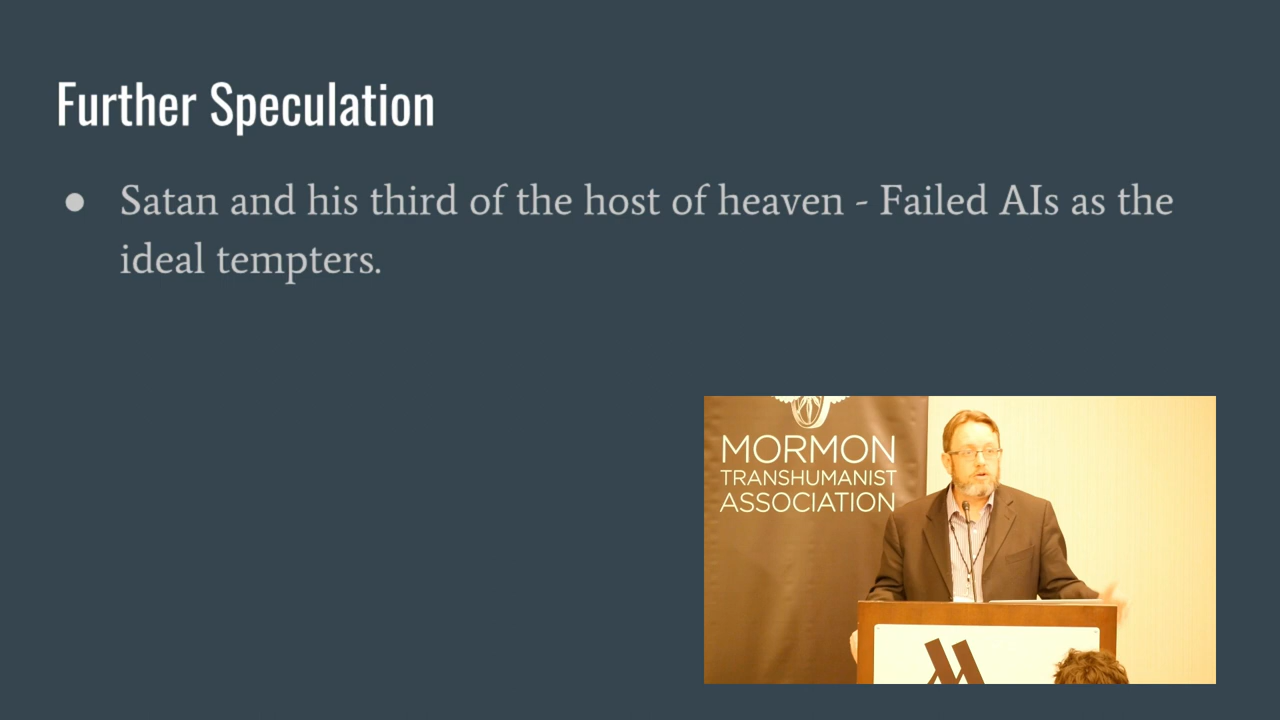 Further Speculation
● Satan and his third of the host of heaven - Failed AIs as the
ideal tempters.
MORMON
TRANSHUMANIST
ASSOCIATION